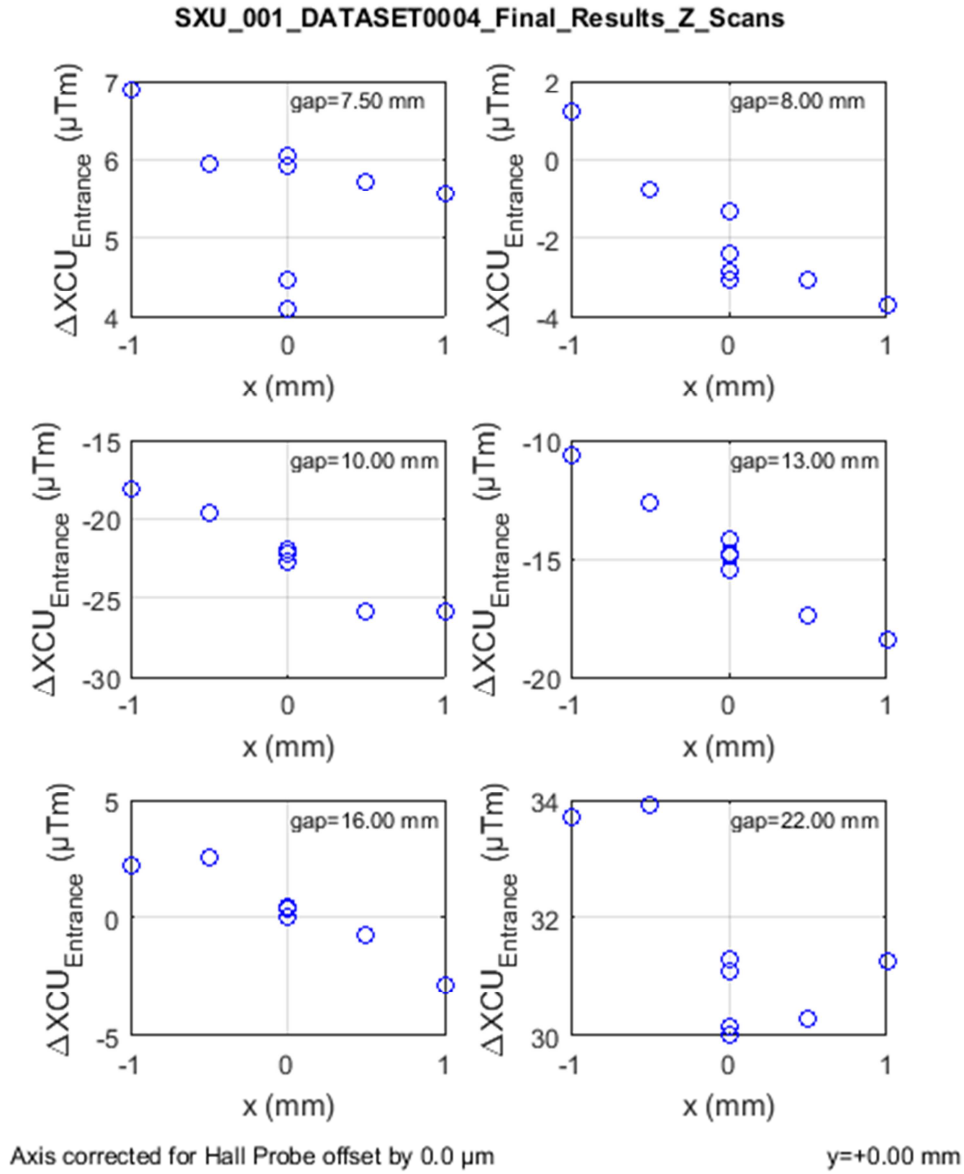 SXU_001_DATASET0004_Final_Results_Z_Scans
7
6
5
4
ΔXCU_Entrance (µTm)
gap=7.50 mm
-1
0
1
x (mm)
2
0
-2
-4
ΔXCU_Entrance (µTm)
gap=8.00 mm
-1
0
1
x (mm)
-15
-20
-25
-30
ΔXCU_Entrance (µTm)
gap=10.00 mm
-1
0
1
x (mm)
-10
-15
-20
ΔXCU_Entrance (µTm)
gap=13.00 mm
-1
0
1
x (mm)
5
0
-5
ΔXCU_Entrance (µTm)
gap=16.00 mm
-1
0
1
x (mm)
34
32
30
ΔXCU_Entrance (µTm)
gap=22.00 mm
-1
0
1
x (mm)
Axis corrected for Hall Probe offset by 0.0 µm
y=+0.00 mm